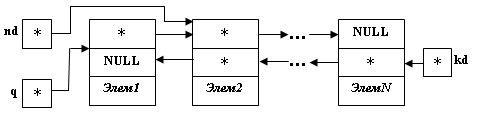 nd * * * ... NULL
NULL * ... * * kd
q * Элем1 Элем2 ЭлемN